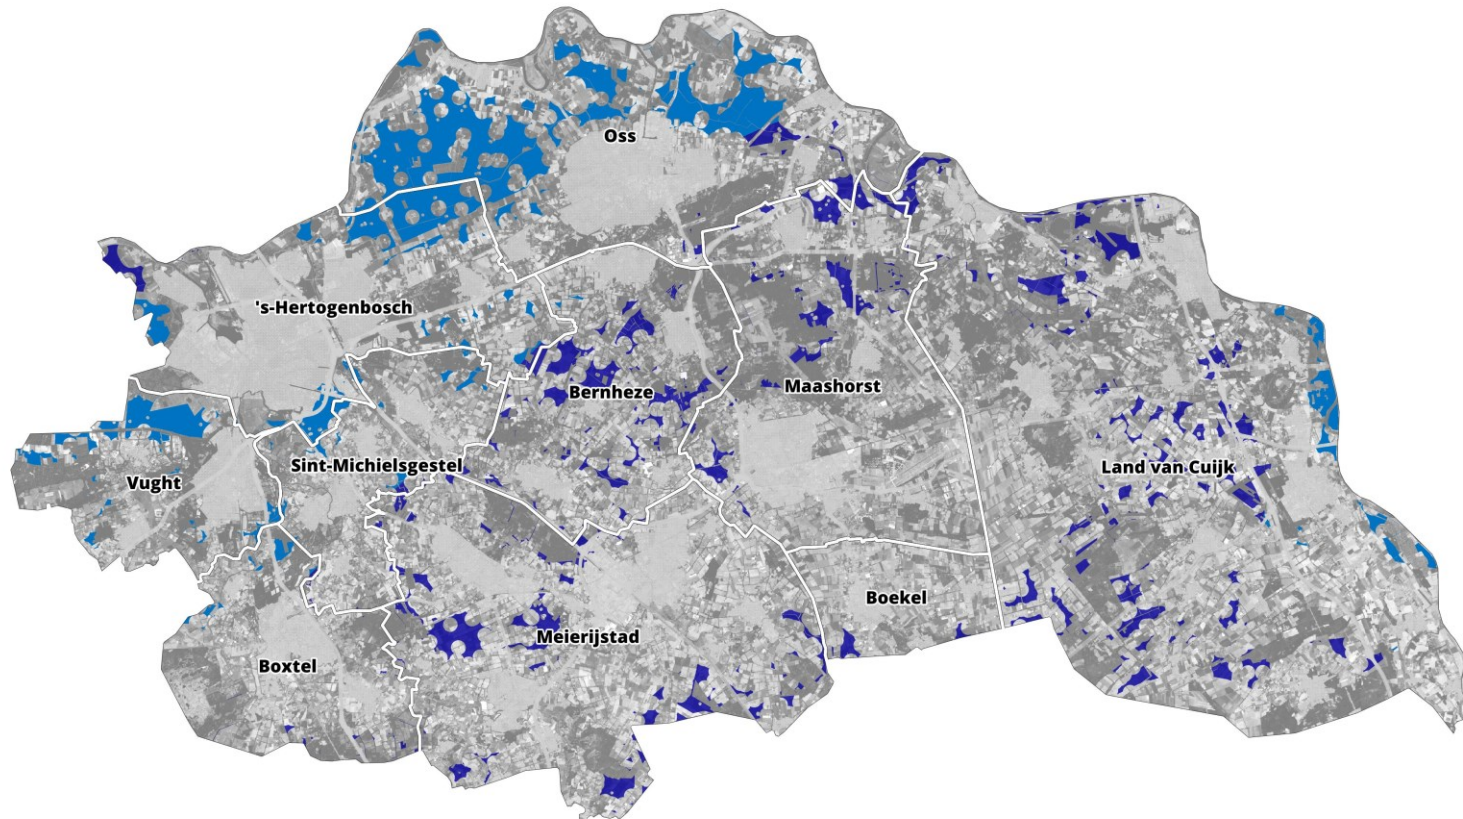 Oss
's-Hertogenbosch
Bernheze
Maashorst
Sint-Michielsgestel
Land van Cuijk
Vught
Boekel
Meierijstad
Boxtel